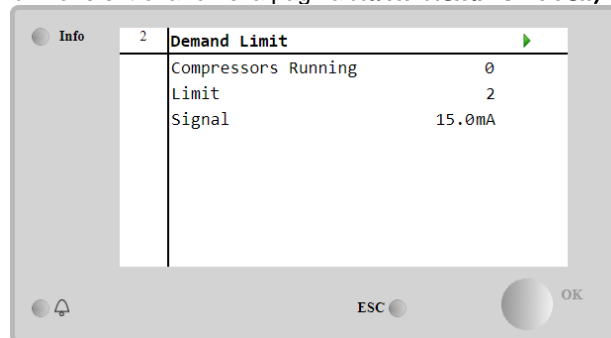 Info
2 Demand Limit
Compressors Running 0
Limit 2
Signal 15.0mA
ESC
OK